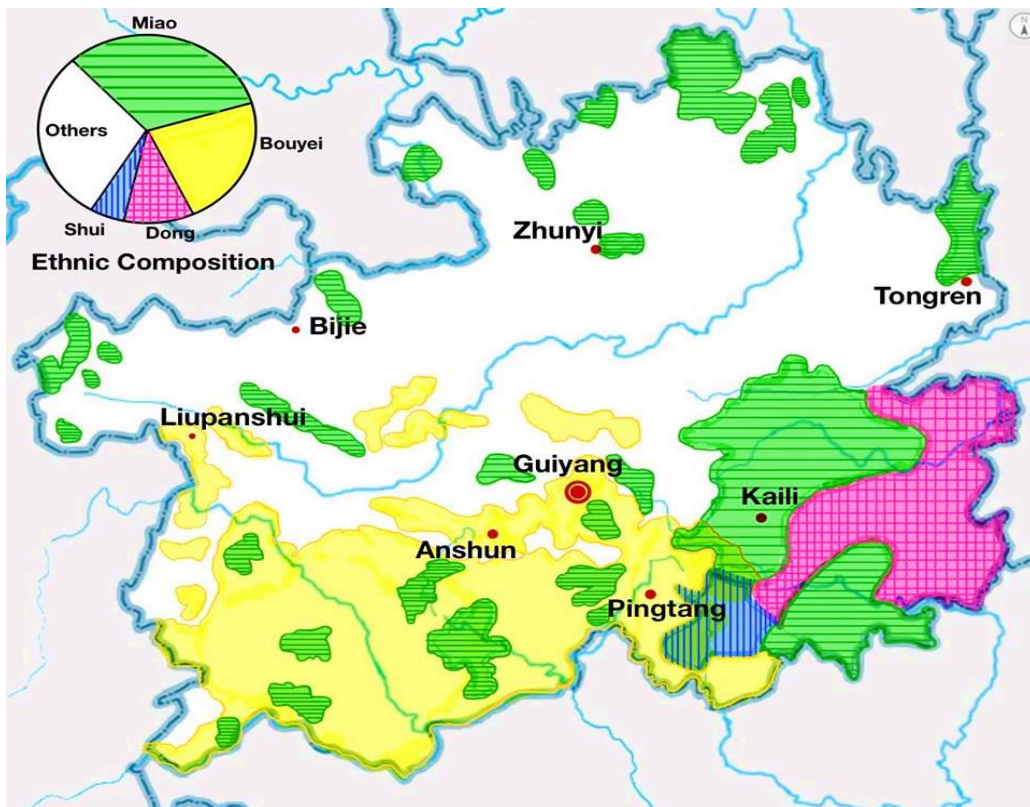 Miao
N
Others
Bouyei
Shui
Dong
Ethnic Composition
Zhunyi
Tongren
Bijie
Liupanshui
Guiyang
Kaili
Anshun
Pingtang